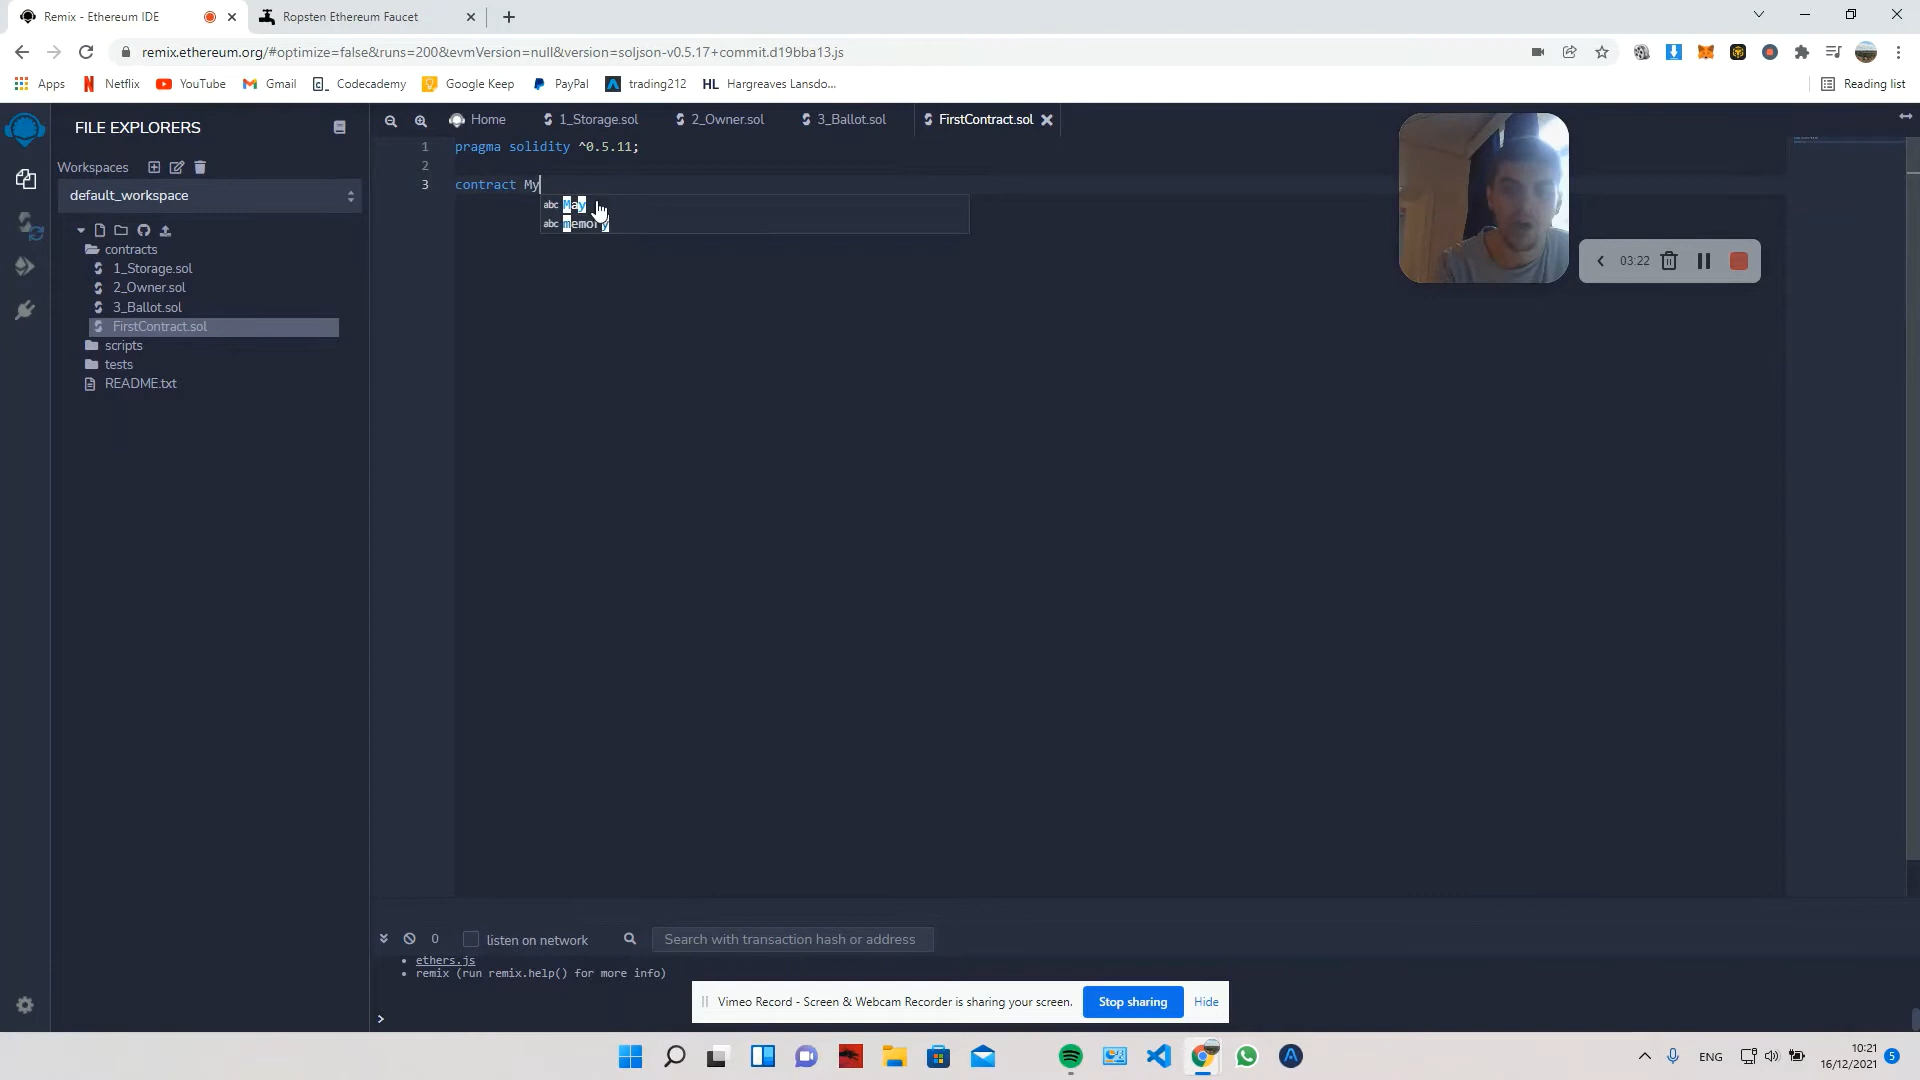 Remix - Ethereum IDE
Ropsten Ethereum Faucet
remix.ethereum.org/#optimize=false&runs=200&evmVersion=null&version=soljson-v0.5.17+commit.d19bba13.js
Apps
Netflix
YouTube
Gmail
Codecademy
Google Keep
PayPal
trading212
HL Hargreaves Lansdo...
Reading list
FILE EXPLORERS
Home
1_Storage.sol
2_Owner.sol
3_Ballot.sol
FirstContract.sol
Workspaces
default_workspace
contracts
1_Storage.sol
2_Owner.sol
3_Ballot.sol
FirstContract.sol
scripts
tests
README.txt
1 pragma solidity ^0.5.11;
2
3 contract My
abc May
abc memory
03:22
0
listen on network
Search with transaction hash or address
• ethers.js
• remix (run remix.help() for more info)
>
Vimeo Record - Screen & Webcam Recorder is sharing your screen.
Stop sharing
Hide
ENG
10:21
16/12/2021
5